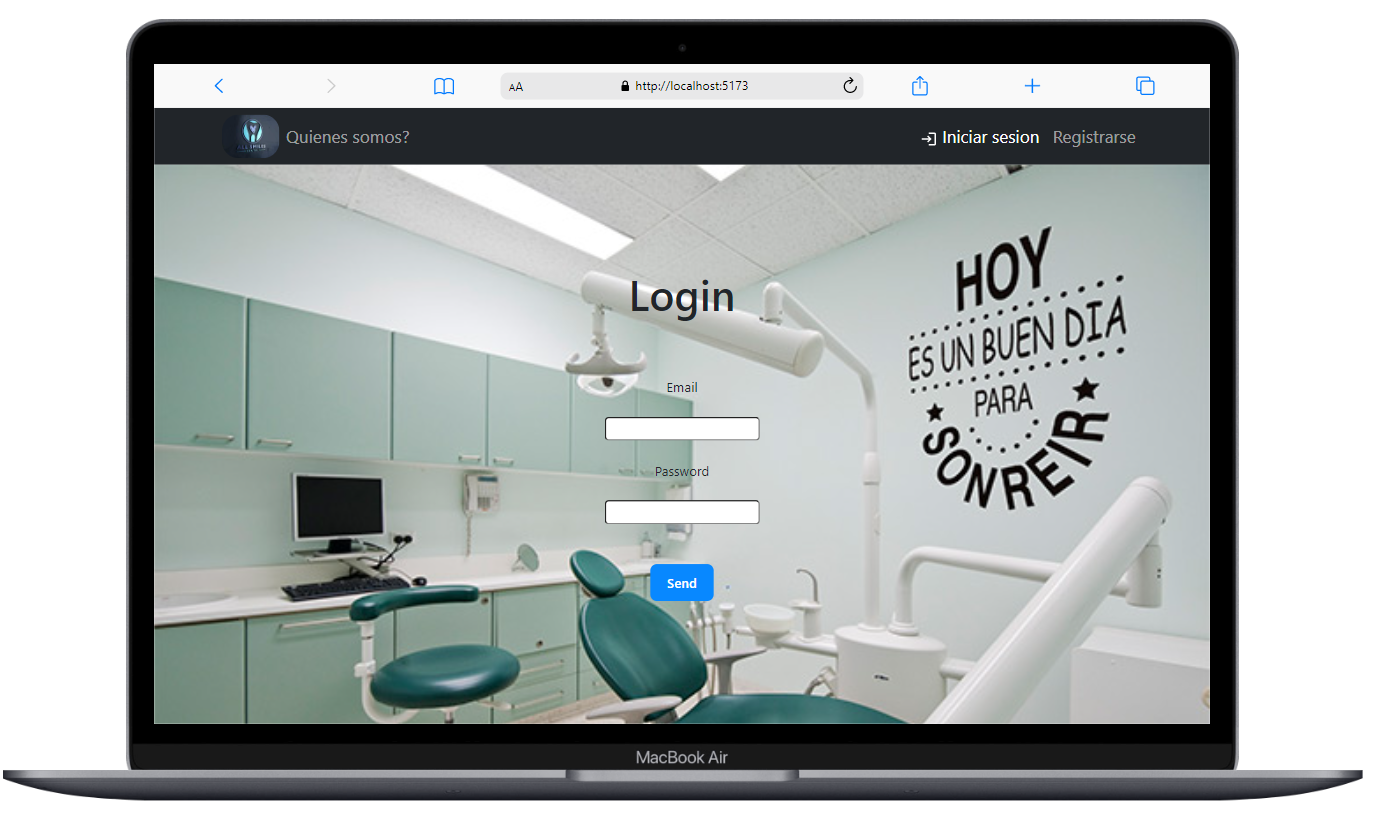 AA
http://localhost:5173
Quienes somos?
Iniciar sesion
Registrarse
Login
HOY
ES UN BUEN DIA
PARA
SONREIR
Email
Password
Send
MacBook Air